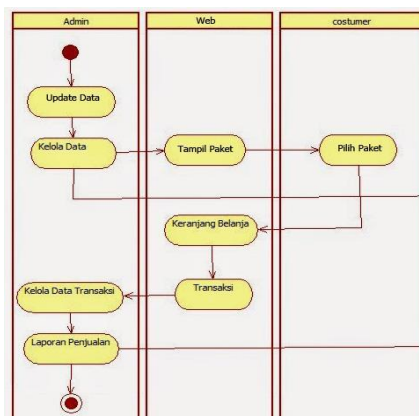 Admin
Web
costumer
Update Data
Kelola Data
Tampil Paket
Pilih Paket
Keranjang Belanja
Kelola Data Transaksi
Transaksi
Laporan Penjualan